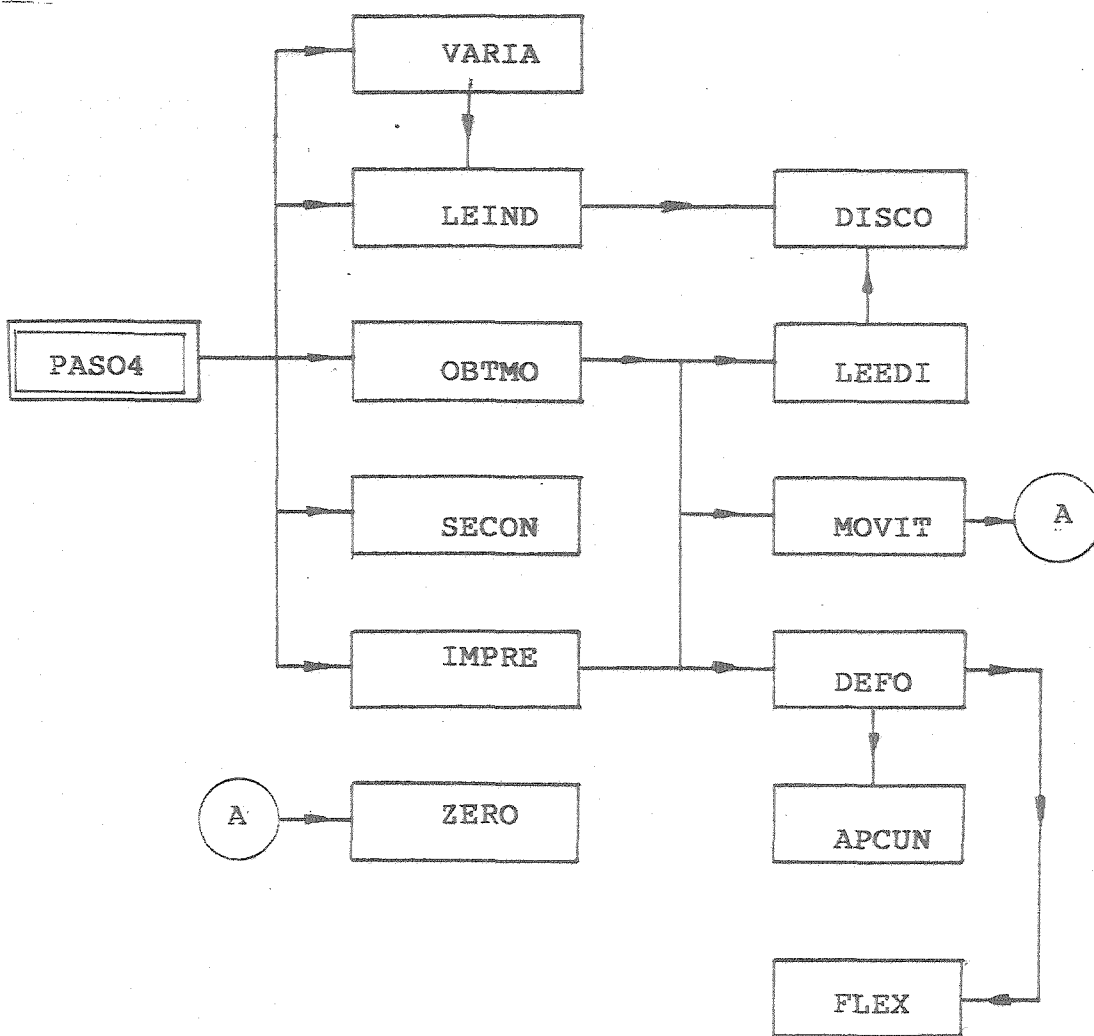 VARIA
LEIND
DISCO
PASO4
OBTMO
LEEDI
SECON
MOVIT
A
IMPRE
DEFO
A
ZERO
APCUN
FLEX